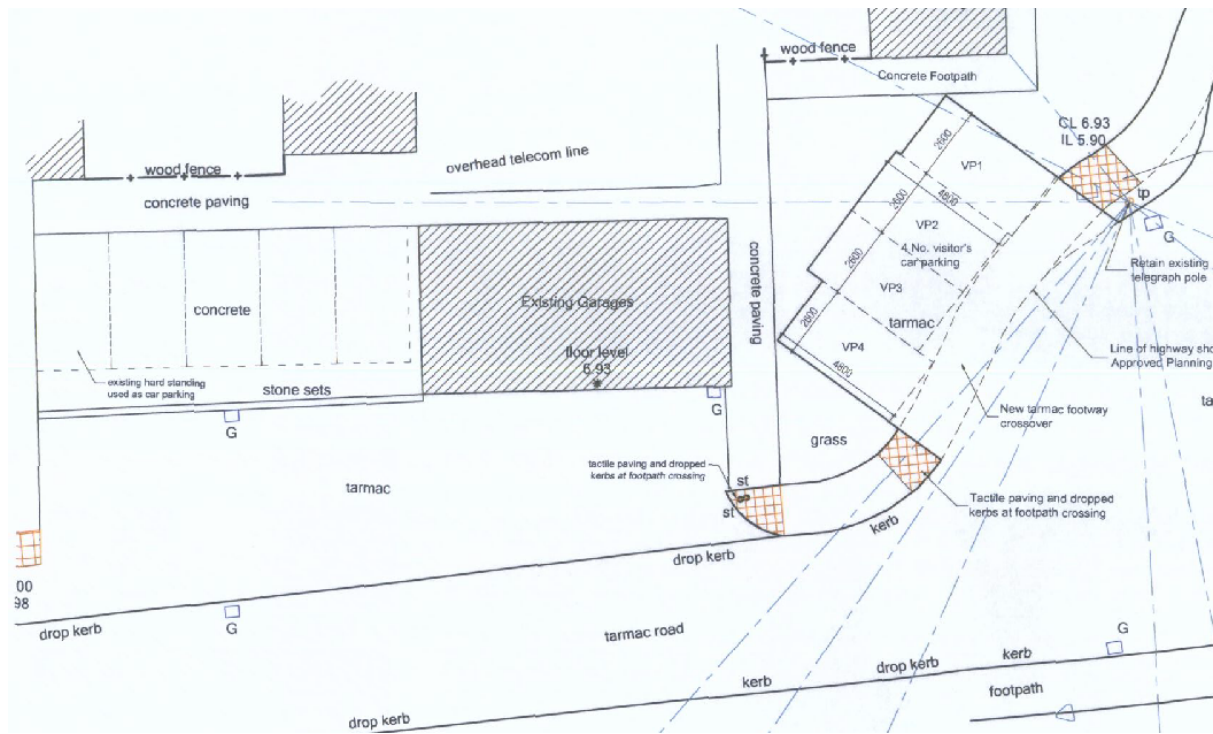 wood fence
Concrete Footpath
CL 6.93
IL 5.90
2600
VP1
wood fence
overhead telecom line
4800
tp
concrete paving
2600
VP2
G
4 No. visitor's
car parking
concrete paving
2600
Retain existing
telegraph pole
VP3
Existing Garages
concrete
2600
tarmac
floor level
VP4
Line of highway sho
Approved Planning
4800
existing hard standing
used as car parking
stone sets
G
G
New tarmac footway
crossover
ta
grass
tactile paving and dropped
kerbs at footpath crossing
st
st
tarmac
Tactile paving and dropped
kerbs at footpath crossing
kerb
drop kerb
00
98
G
drop kerb
tarmac road
G
kerb
drop kerb
kerb
footpath
drop kerb